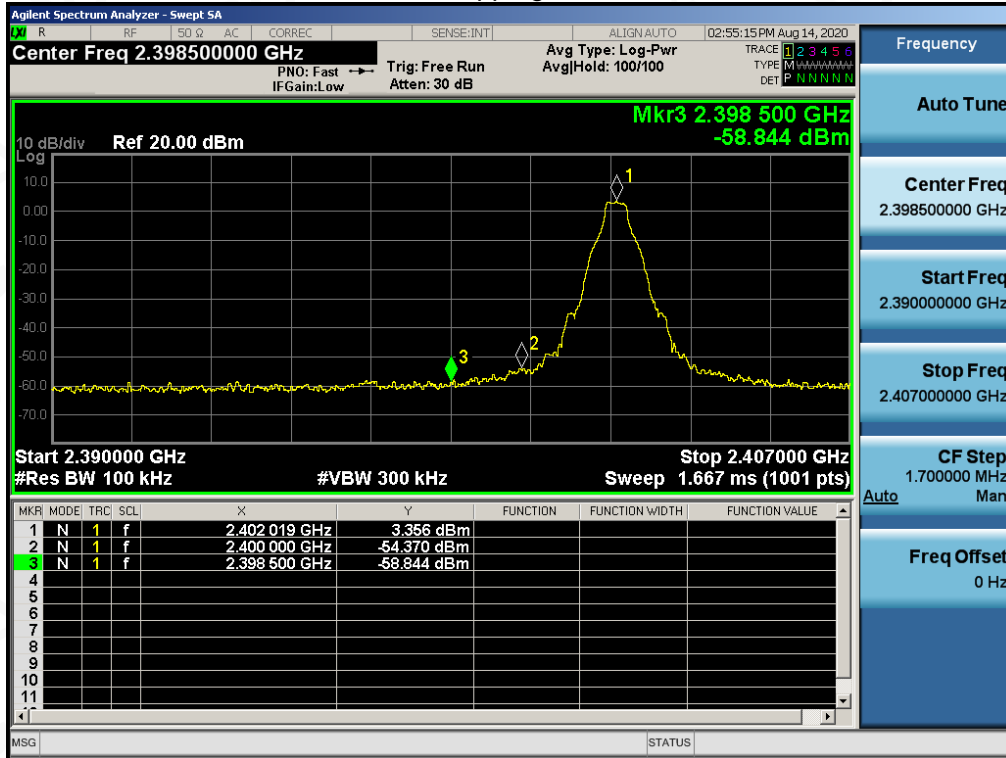 Agilent Spectrum Analyzer - Swept SA
LXI R RF 50 Ω AC CORREC SENSE:INT ALIGN AUTO 02:55:15 PM Aug 14, 2020
Center Freq 2.398500000 GHz
PNO: Fast
IFGain:Low
Trig: Free Run
Atten: 30 dB
Avg Type: Log-Pwr
Avg|Hold: 100/100
TRACE 1 2 3 4 5 6
TYPE M
DET P N N N N N
Mkr3 2.398 500 GHz
-58.844 dBm
10 dB/div Ref 20.00 dBm
Log
10.0
0.00
-10.0
-20.0
-30.0
-40.0
-50.0
-60.0
-70.0
1
2
3
Start 2.390000 GHz Stop 2.407000 GHz
#Res BW 100 kHz #VBW 300 kHz Sweep 1.667 ms (1001 pts)
MKR MODE TRC SCL X Y FUNCTION FUNCTION WIDTH FUNCTION VALUE
1 N 1 f 2.402 019 GHz 3.356 dBm
2 N 1 f 2.400 000 GHz -54.370 dBm
3 N 1 f 2.398 500 GHz -58.844 dBm
4
5
6
7
8
9
10
11
MSG STATUS
Frequency
Auto Tune
Center Freq
2.398500000 GHz
Start Freq
2.390000000 GHz
Stop Freq
2.407000000 GHz
CF Step
1.700000 MHz
Auto Man
Freq Offset
0 Hz